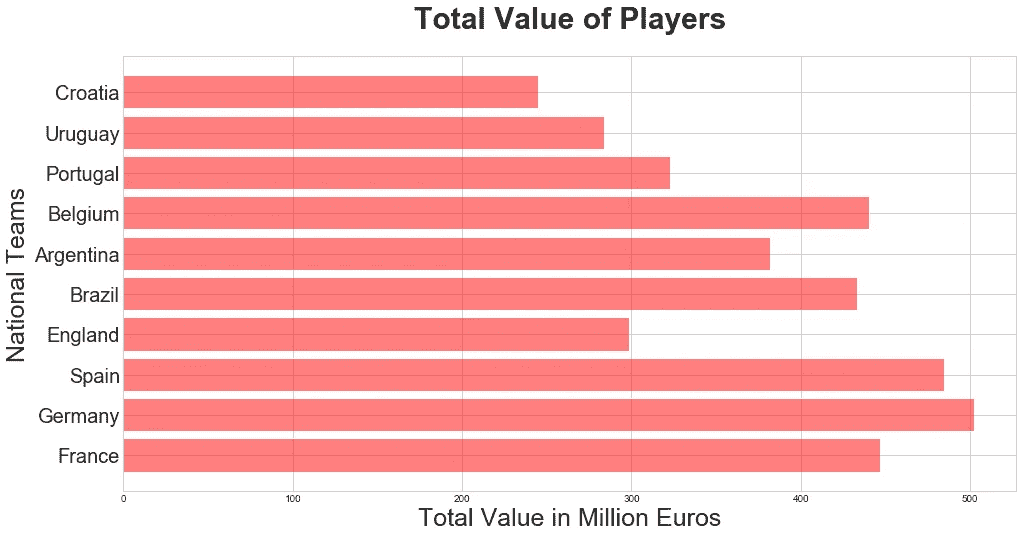 Total Value of Players
National Teams
Croatia
Uruguay
Portugal
Belgium
Argentina
Brazil
England
Spain
Germany
France
0 100 200 300 400 500
Total Value in Million Euros